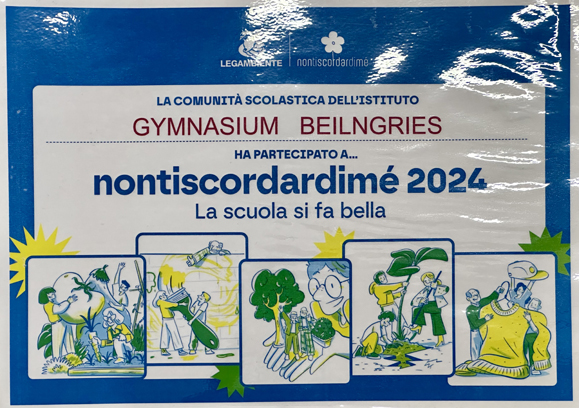 LEGAMBIENTE
nontiscordardimé
LA COMUNITÀ SCOLASTICA DELL'ISTITUTO
GYMNASIUM BEILNGRIES
HA PARTECIPATO A...
nontiscordardimé 2024
La scuola si fa bella